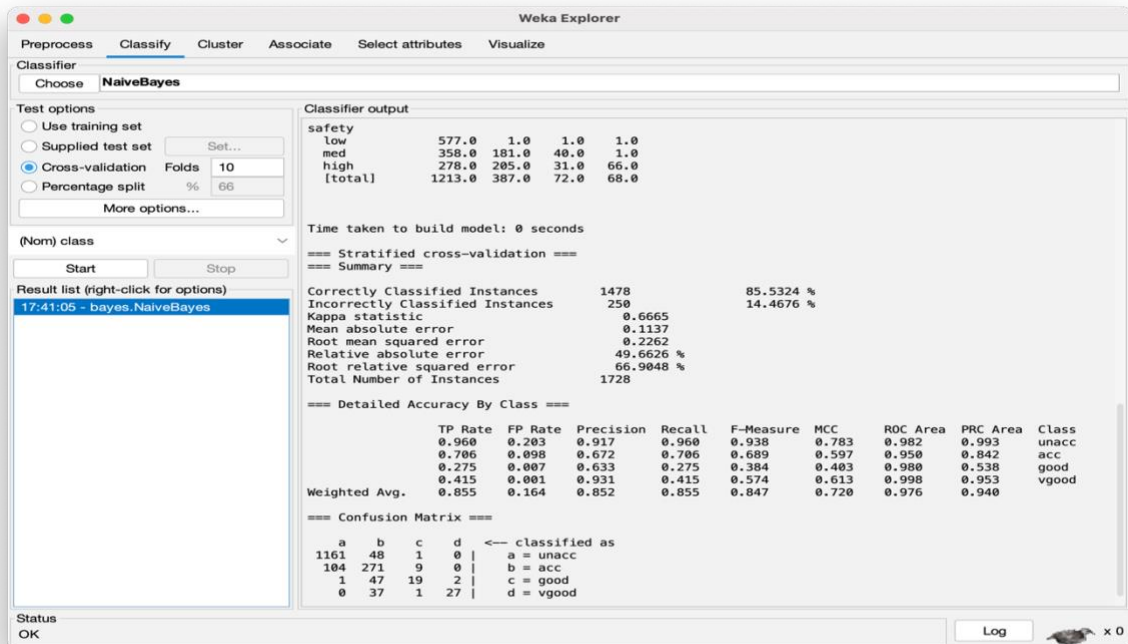 Weka Explorer
Preprocess Classify Cluster Associate Select attributes Visualize
Classifier
Choose NaiveBayes
Test options
Use training set
Supplied test set Set...
Cross-validation Folds 10
Percentage split % 66
More options...
(Nom) class
Start Stop
Result list (right-click for options)
17:41:05 - bayes.NaiveBayes
Classifier output
safety
low 577.0 1.0 1.0 1.0
med 358.0 181.0 40.0 1.0
high 278.0 205.0 31.0 66.0
[total] 1213.0 387.0 72.0 68.0
Time taken to build model: 0 seconds
=== Stratified cross-validation ===
=== Summary ===
Correctly Classified Instances 1478 85.5324 %
Incorrectly Classified Instances 250 14.4676 %
Kappa statistic 0.6665
Mean absolute error 0.1137
Root mean squared error 0.2262
Relative absolute error 49.6626 %
Root relative squared error 66.9048 %
Total Number of Instances 1728
=== Detailed Accuracy By Class ===
TP Rate FP Rate Precision Recall F-Measure MCC ROC Area PRC Area Class
0.960 0.203 0.917 0.960 0.938 0.783 0.982 0.993 unacc
0.706 0.098 0.672 0.706 0.689 0.597 0.950 0.842 acc
0.275 0.007 0.633 0.275 0.384 0.403 0.980 0.538 good
0.415 0.001 0.931 0.415 0.574 0.613 0.998 0.953 vgood
Weighted Avg. 0.855 0.164 0.852 0.855 0.847 0.720 0.976 0.940
=== Confusion Matrix ===
a b c d <-- classified as
1161 48 1 0 | a = unacc
104 271 9 0 | b = acc
1 47 19 2 | c = good
0 37 1 27 | d = vgood
Status
OK
Log x 0